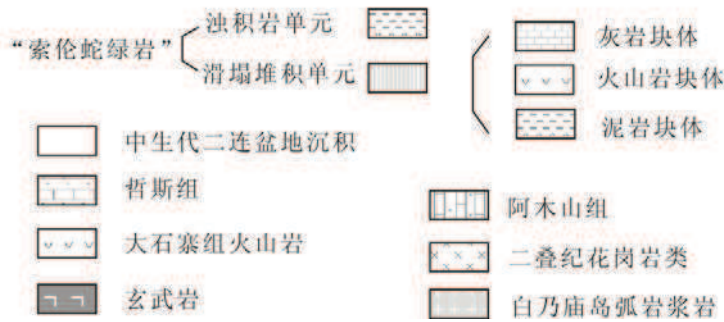 “索伦蛇绿岩”
浊积岩单元
滑塌堆积单元
灰岩块体
火山岩块体
泥岩块体
中生代二连盆地沉积
哲斯组
大石寨组火山岩
玄武岩
阿木山组
二叠纪花岗岩类
白乃庙岛弧岩浆岩